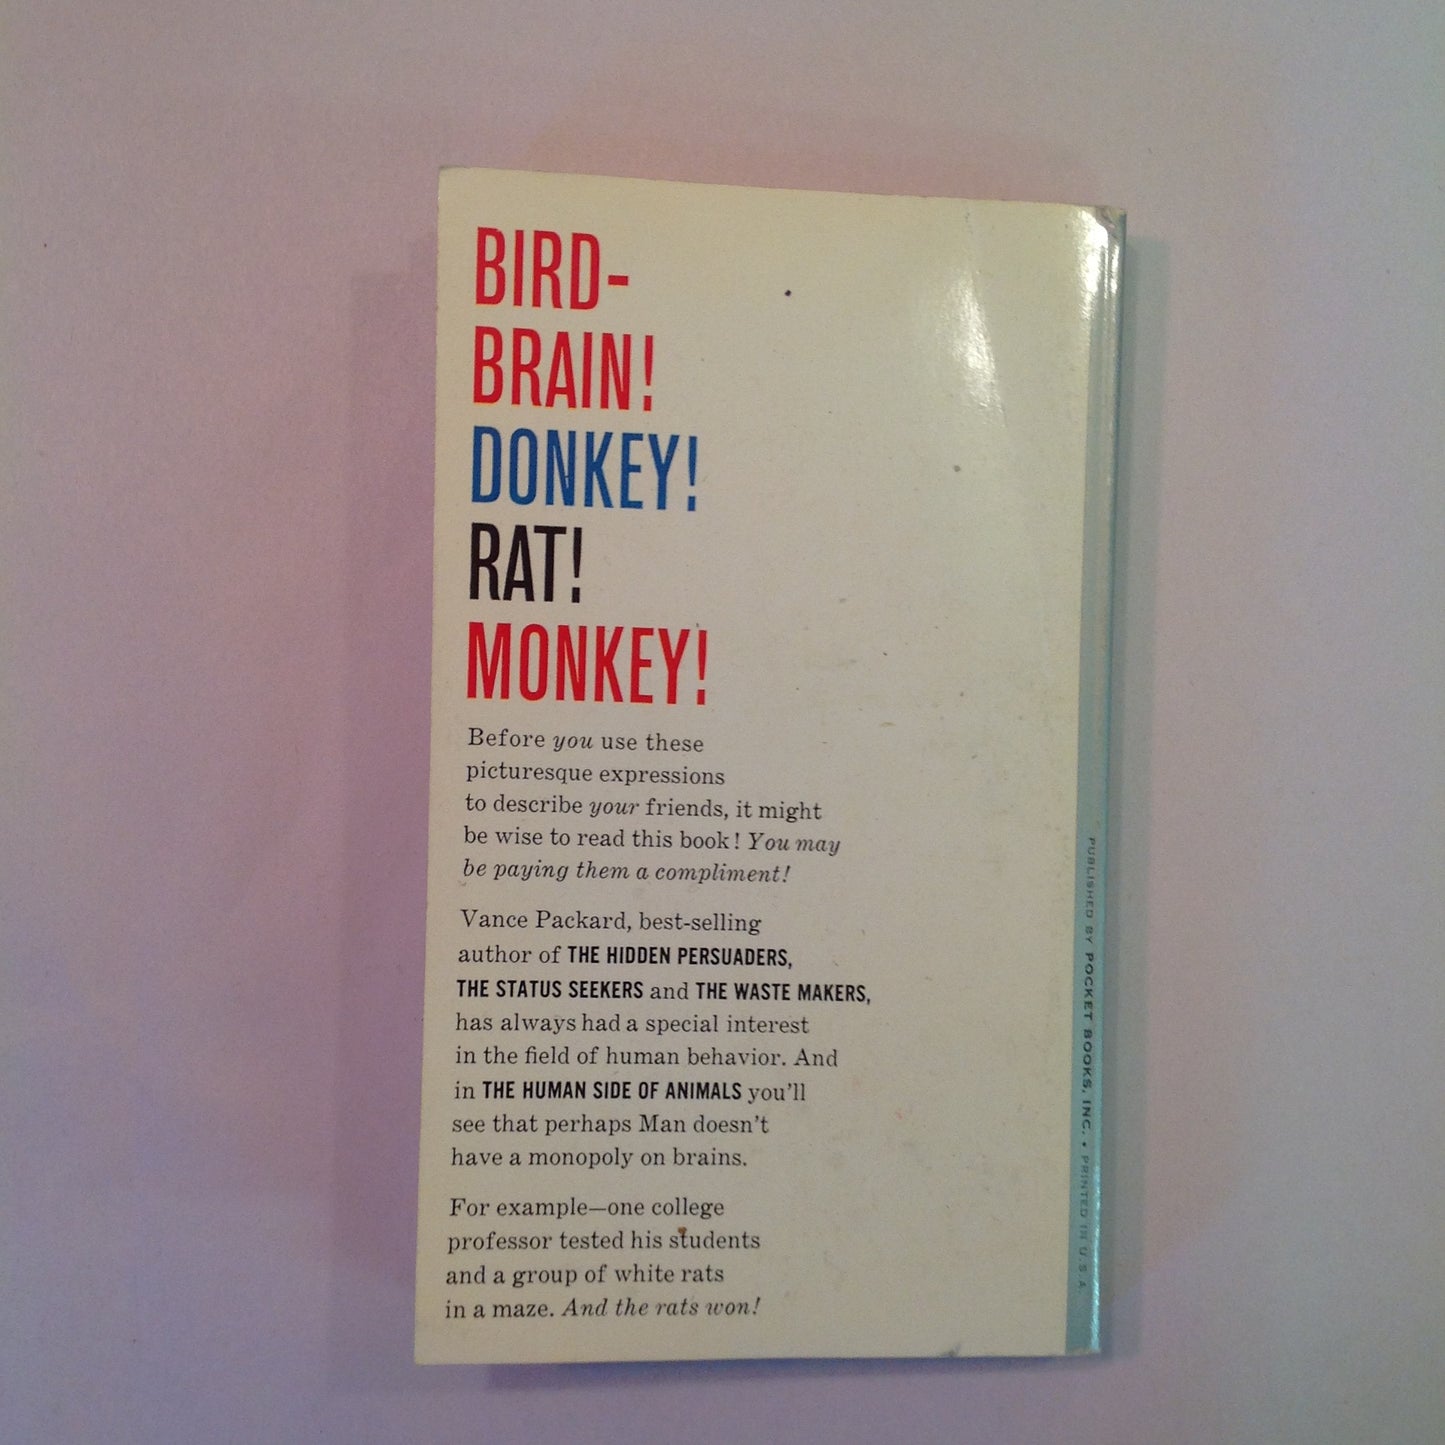 BIRD-
BRAIN!
DONKEY!
RAT!
MONKEY!
Before you use these
picturesque expressions
to describe your friends, it might
be wise to read this book! You may
be paying them a compliment!
Vance Packard, best-selling
author of THE HIDDEN PERSUADERS,
THE STATUS SEEKERS and THE WASTE MAKERS,
has always had a special interest
in the field of human behavior. And
in THE HUMAN SIDE OF ANIMALS you'll
see that perhaps Man doesn't
have a monopoly on brains.
For example—one college
professor tested his students
and a group of white rats
in a maze. And the rats won!
PUBLISHED BY POCKET BOOKS, INC. • PRINTED IN U.S.A.